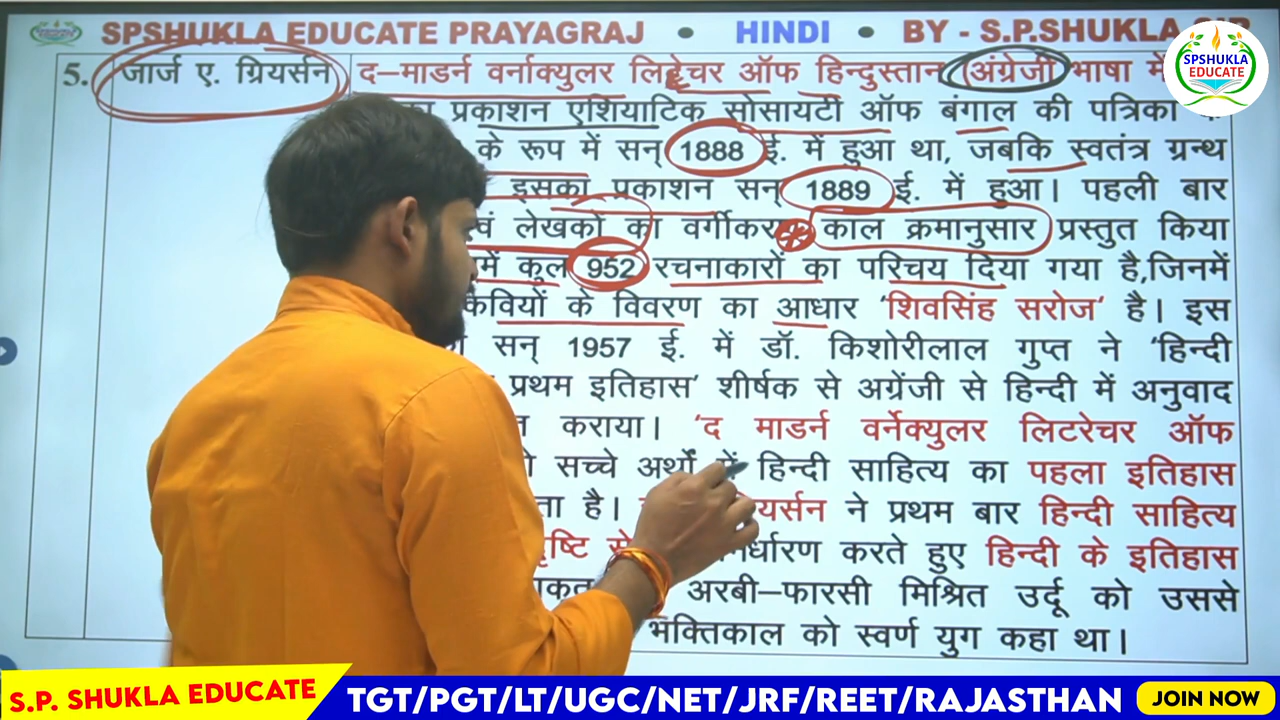 SPSHUKLA EDUCATE PRAYAGRAJ • HINDI • BY - S.P.SHUKLA
SPSHUKLA
EDUCATE
5. जार्ज ए. ग्रियर्सन द–माडर्न वर्नाक्युलर लिट्रेचर ऑफ हिन्दुस्तान (अंग्रेजी भाषा में
प्रकाशन एशियाटिक सोसायटी ऑफ बंगाल की पत्रिका
के रूप में सन् 1888 ई. में हुआ था, जबकि स्वतंत्र ग्रन्थ
इसका प्रकाशन सन् 1889 ई. में हुआ। पहली बार
लेखकों का वर्गीकरण काल क्रमानुसार प्रस्तुत किया
कुल 952 रचनाकारों का परिचय दिया गया है,जिनमें
कवियों के विवरण का आधार 'शिवसिंह सरोज' है। इस
सन् 1957 ई. में डॉ. किशोरीलाल गुप्त ने 'हिन्दी
प्रथम इतिहास' शीर्षक से अग्रेंजी से हिन्दी में अनुवाद
कराया। 'द माडर्न वर्नेक्युलर लिटरेचर ऑफ
सच्चे अर्थों में हिन्दी साहित्य का पहला इतिहास
है। ने प्रथम बार हिन्दी साहित्य
करते हुए हिन्दी के इतिहास
अरबी–फारसी मिश्रित उर्दू को उससे
भक्तिकाल को स्वर्ण युग कहा था।
S.P. SHUKLA EDUCATE TGT/PGT/LT/UGC/NET/JRF/REET/RAJASTHAN JOIN NOW